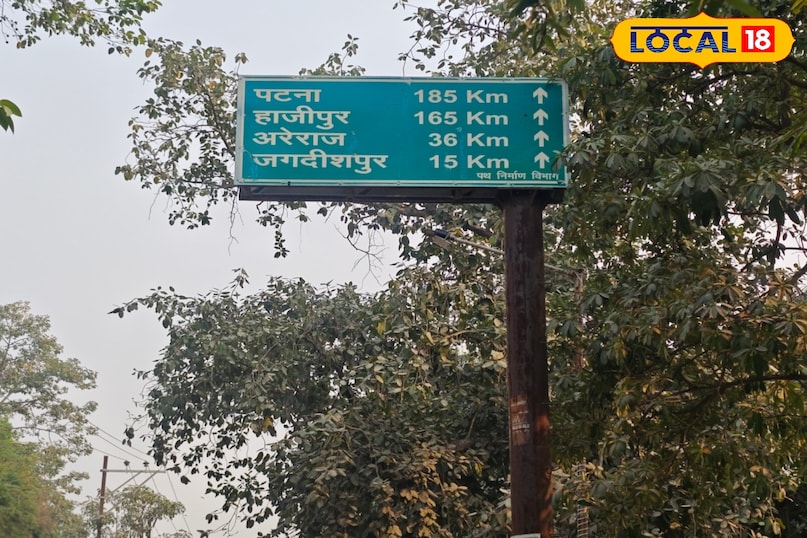 LOCAL 18
पटना 185 Km ↑
हाजीपुर 165 Km ↑
अरेराज 36 Km ↑
जगदीशपुर 15 Km ↑
पथ निर्माण विभाग